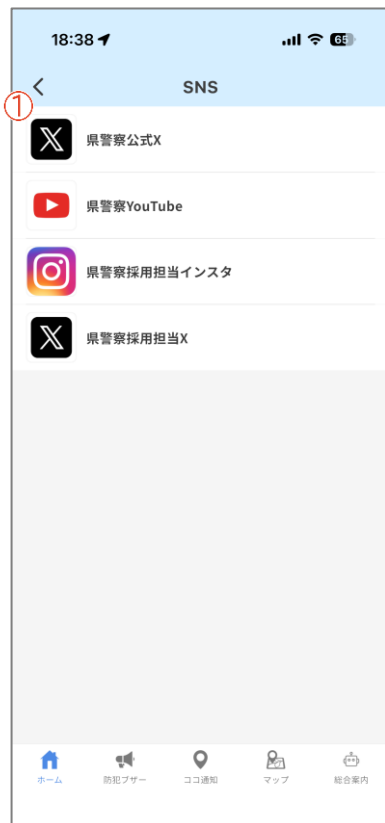 18:38
65
SNS
①
県警察公式X
県警察YouTube
県警察採用担当インスタ
県警察採用担当X
ホーム
防犯ブザー
ココ通知
マップ
総合案内